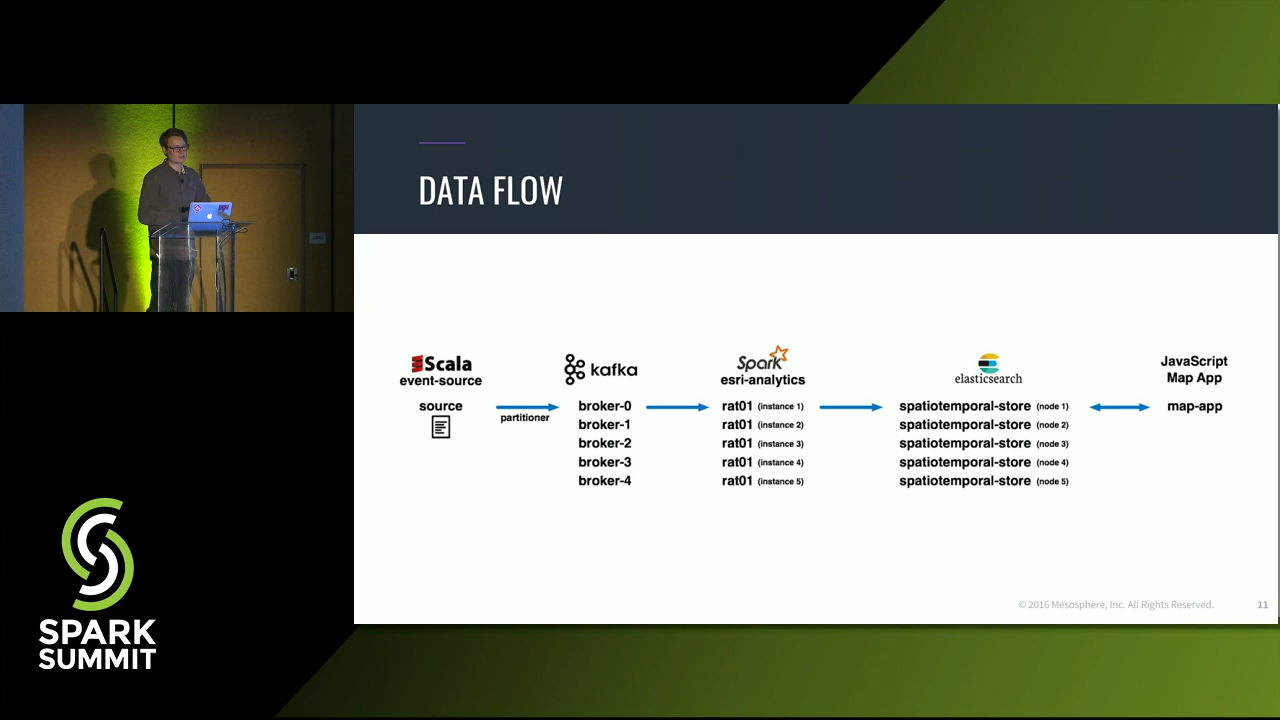 DATA FLOW
Scala
event-source
source
partitioner
kafka
broker-0
broker-1
broker-2
broker-3
broker-4
Spark
esri-analytics
rat01 (instance 1)
rat01 (instance 2)
rat01 (instance 3)
rat01 (instance 4)
rat01 (instance 5)
elasticsearch
spatiotemporal-store (node 1)
spatiotemporal-store (node 2)
spatiotemporal-store (node 3)
spatiotemporal-store (node 4)
spatiotemporal-store (node 5)
JavaScript
Map App
map-app
© 2016 Mesosphere, Inc. All Rights Reserved.
11
SPARK
SUMMIT